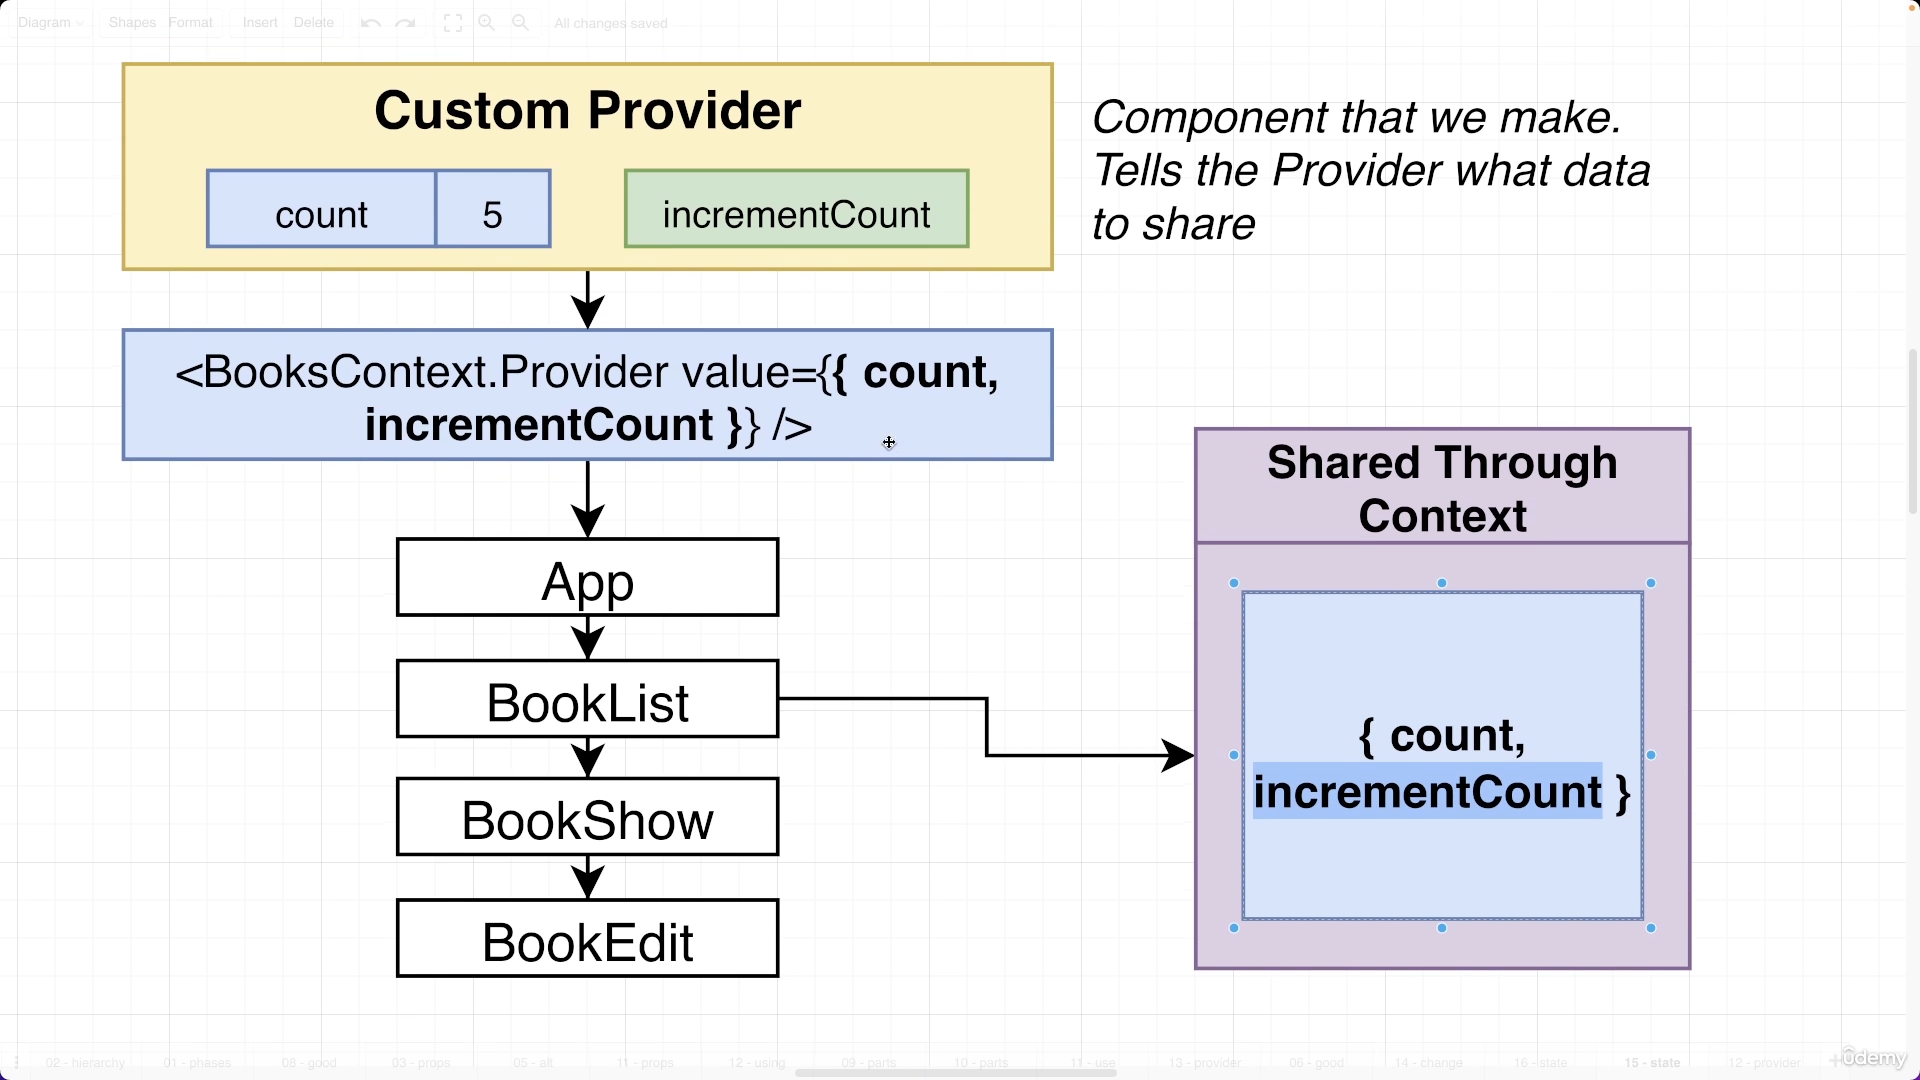 Diagram
Shapes
Format
Insert
Delete
All changes saved
Custom Provider
count
5
incrementCount
Component that we make.
Tells the Provider what data
to share
<BooksContext.Provider value={{ count,
incrementCount }} />
App
BookList
BookShow
BookEdit
Shared Through
Context
{ count,
incrementCount }
02 - hierarchy
01 - phases
08 - good
03 - props
05 - alt
11 - props
12 - using
09 - parts
10 - parts
11 - use
13 - provider
06 - good
14 - change
16 - state
15 - state
12 - provider
ûdemy